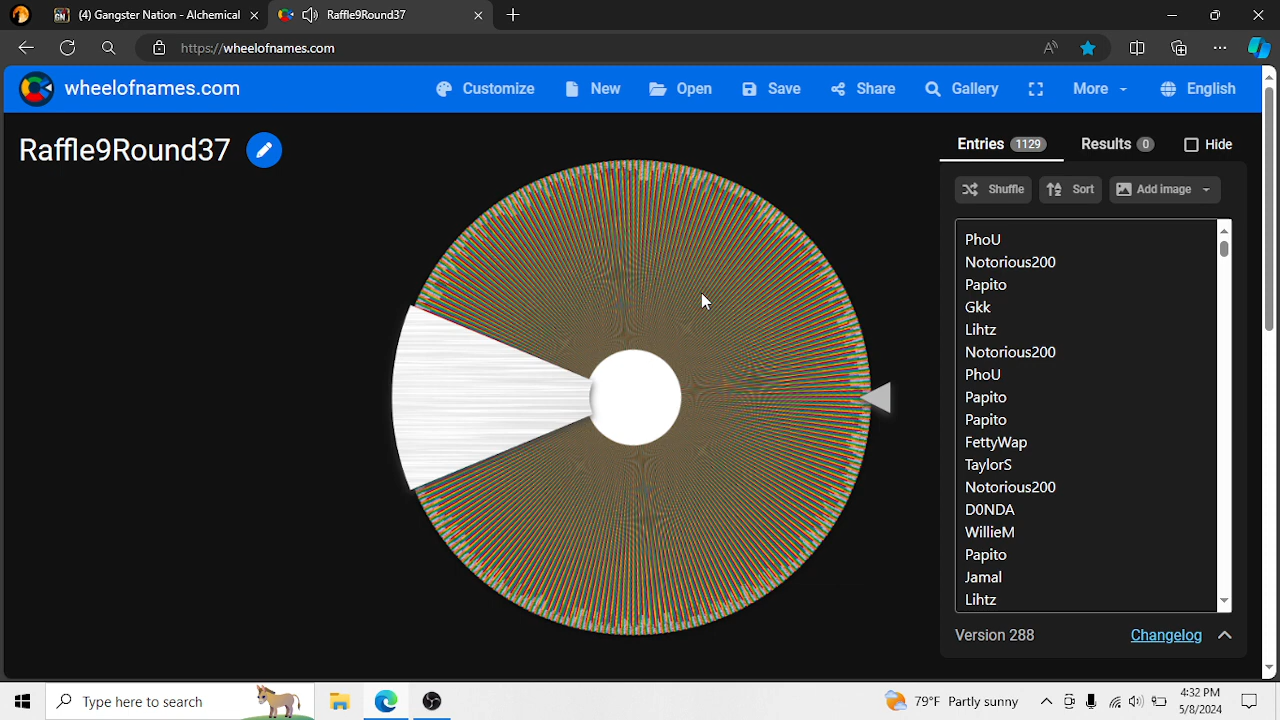 (4) Gangster Nation - Alchemical
Raffle9Round37
https://wheelofnames.com
wheelofnames.com
Customize
New
Open
Save
Share
Gallery
More
English
Raffle9Round37
Entries 1129
Results 0
Hide
Shuffle
Sort
Add image
PhoU
Notorious200
Papito
Gkk
Lihtz
Notorious200
PhoU
Papito
Papito
FettyWap
TaylorS
Notorious200
D0NDA
WillieM
Papito
Jamal
Lihtz
Version 288
Changelog
Type here to search
79°F Partly sunny
4:32 PM
5/8/2024